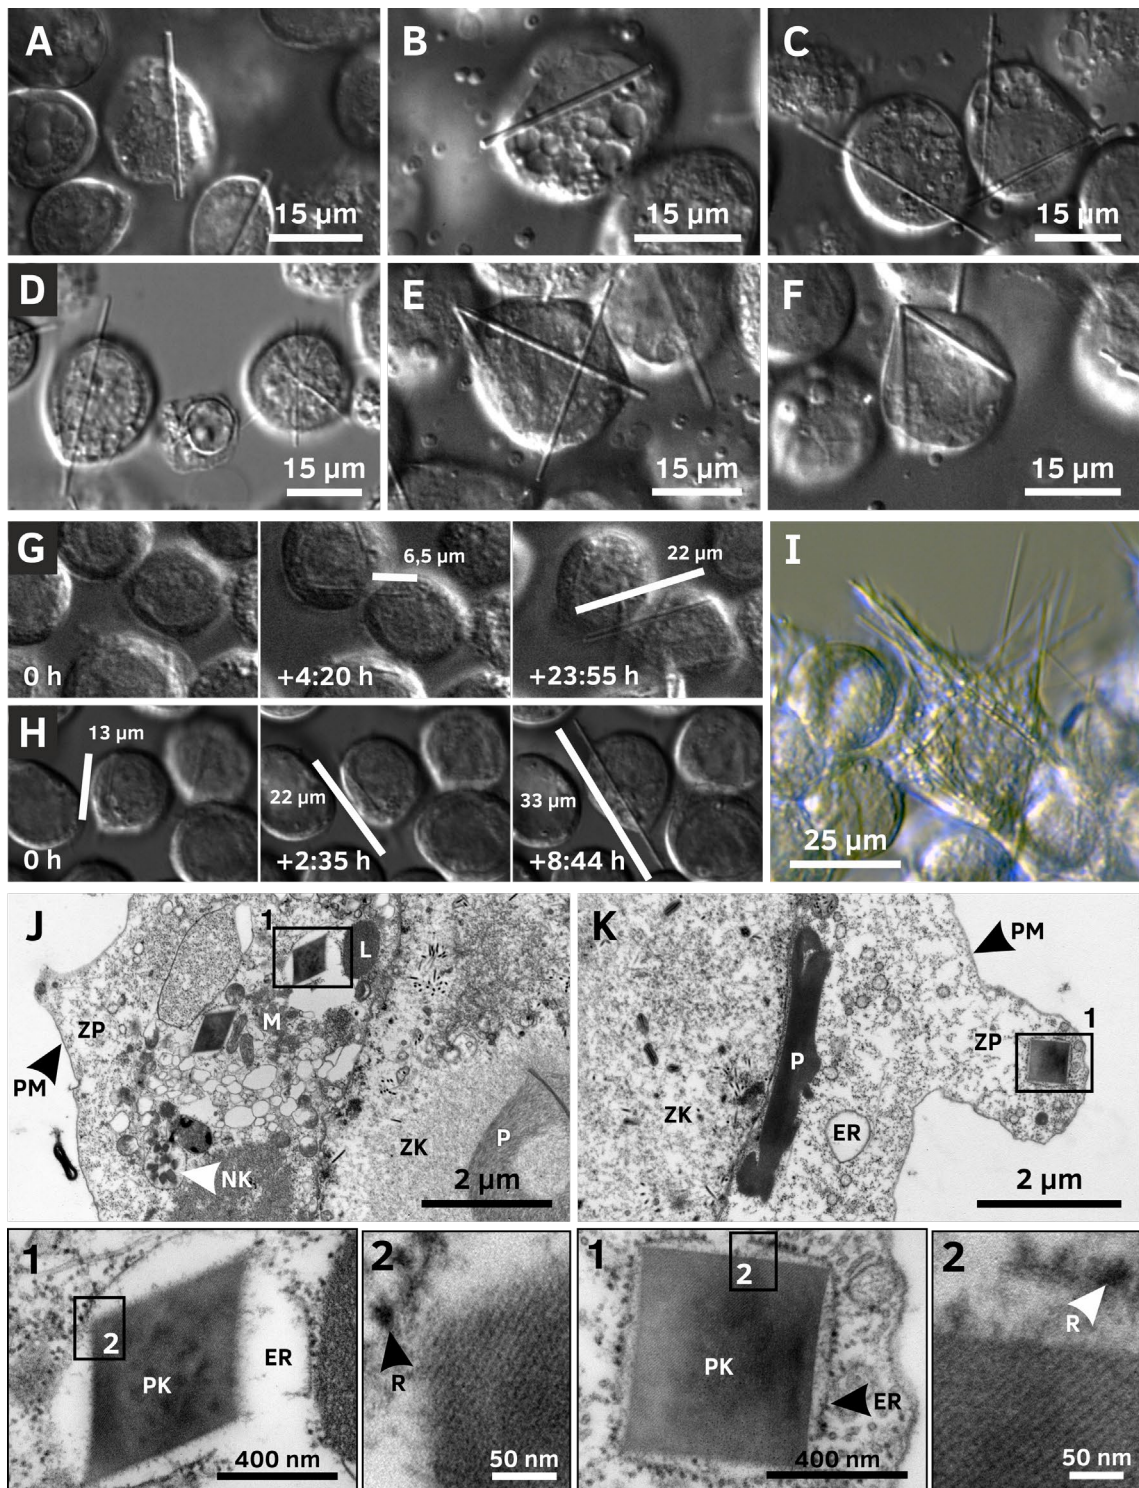 A
15 µm
B
15 µm
C
15 µm
D
15 µm
E
15 µm
F
15 µm
G
0 h
6,5 µm
+4:20 h
22 µm
+23:55 h
H
13 µm
0 h
22 µm
+2:35 h
33 µm
+8:44 h
I
25 µm
J
1
L
ZP
M
PM
NK
ZK
P
2 µm
K
PM
1
ZP
P
ZK
ER
2 µm
1
2
ER
PK
400 nm
2
R
50 nm
1
2
PK
ER
400 nm
2
R
50 nm